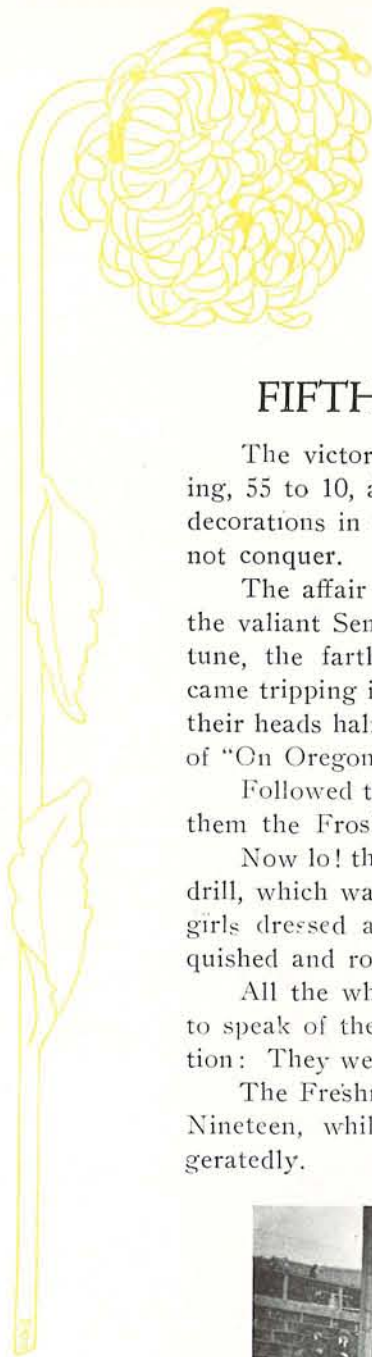 FIFTH
The victor
ing, 55 to 10, a
decorations in
not conquer.
The affair
the valiant Sen
tune, the farth
came tripping i
their heads hal
of "On Oregon
Followed t
them the Fros
Now lo! th
drill, which wa
girls dressed a
quished and ro
All the wh
to speak of the
tion: They we
The Freshn
Nineteen, whil
geratedly.